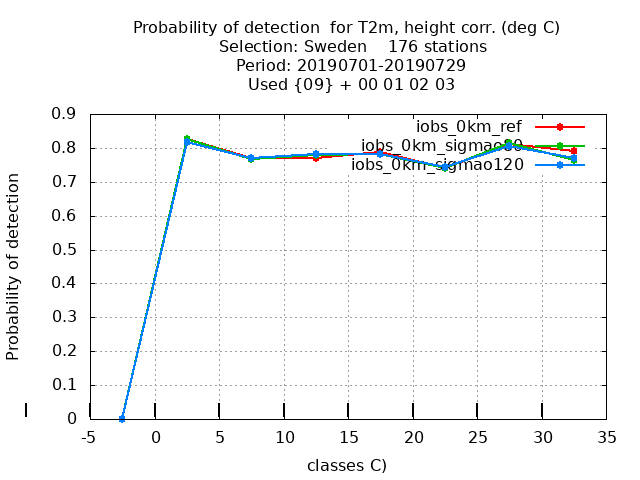 Probability of detection  for T2m, height corr. (deg C)
Selection: Sweden    176 stations
Period: 20190701-20190729
Used {09} + 00 01 02 03
0.9
0.8
0.7
0.6
0.5
0.4
0.3
0.2
0.1
0
Probability of detection
iobs_0km_ref
iobs_0km_sigmao120
-5
0
5
10
15
20
25
30
35
classes C)